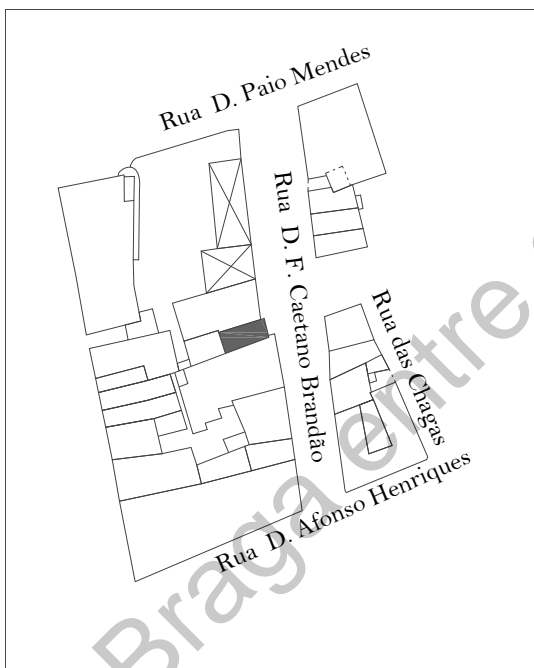 Rua D. Paio Mendes
Rua D. F. Caetano Brandão
Rua das Chagas
Rua D. Afonso Henriques
Braga entre